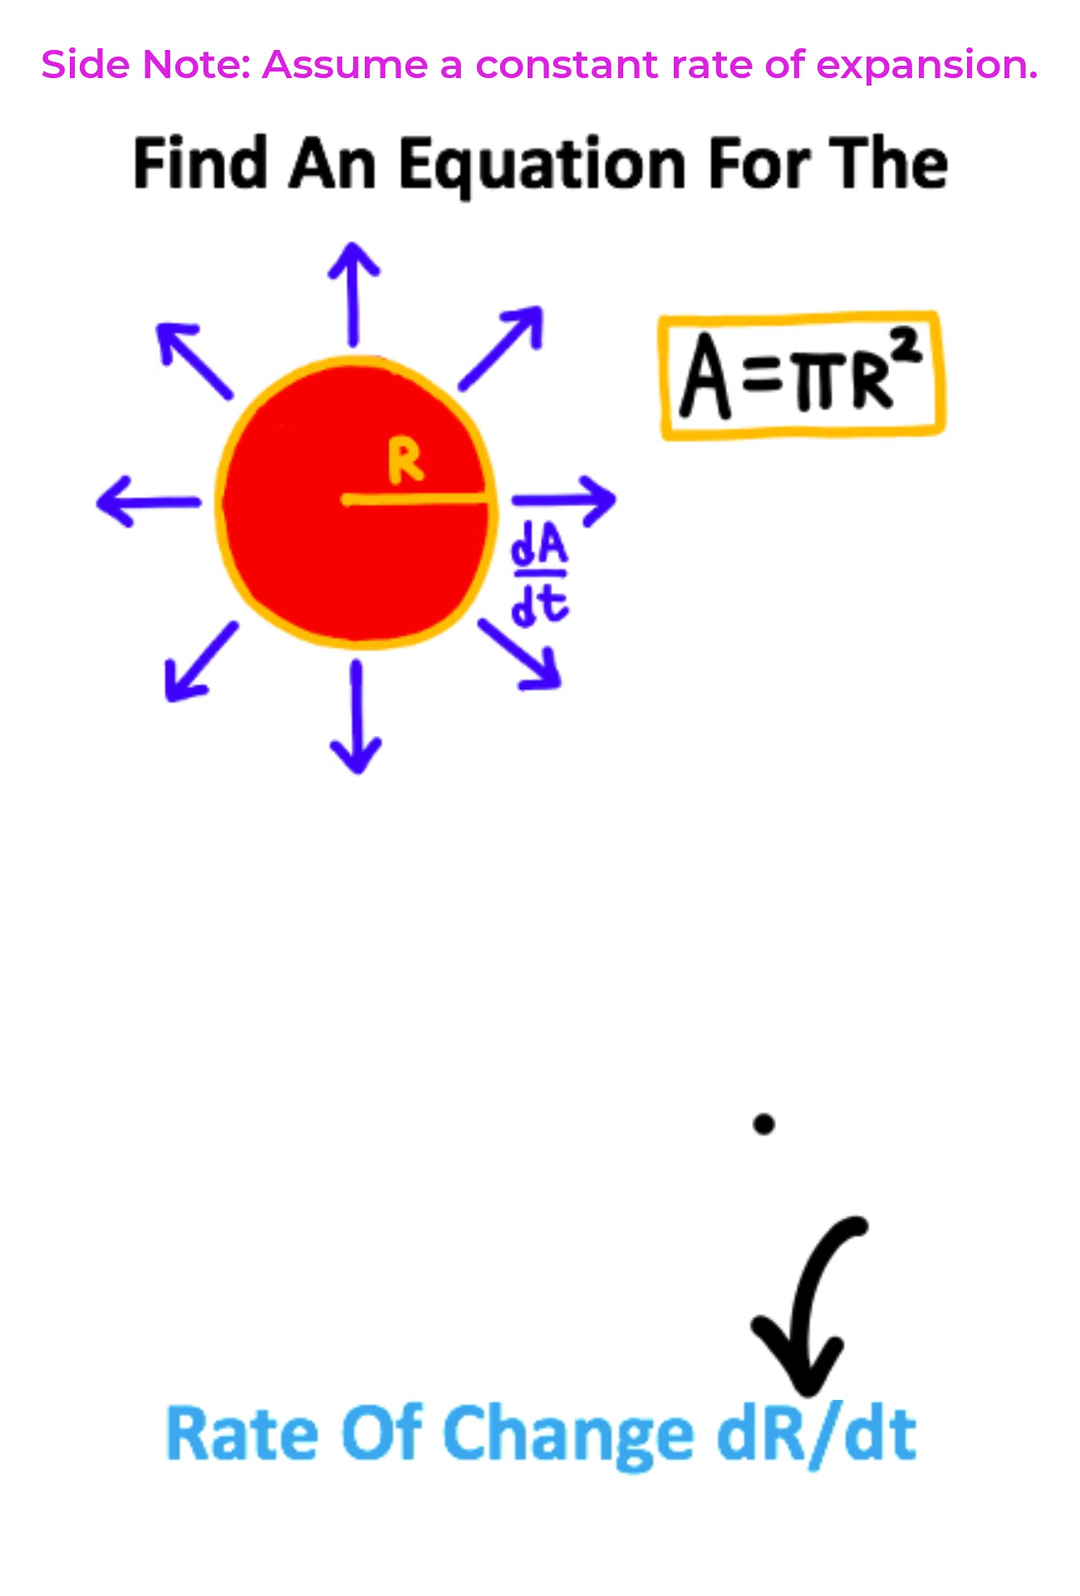 Side Note: Assume a constant rate of expansion.
Find An Equation For The
A=πR²
R
dA
dt
Rate Of Change dR/dt